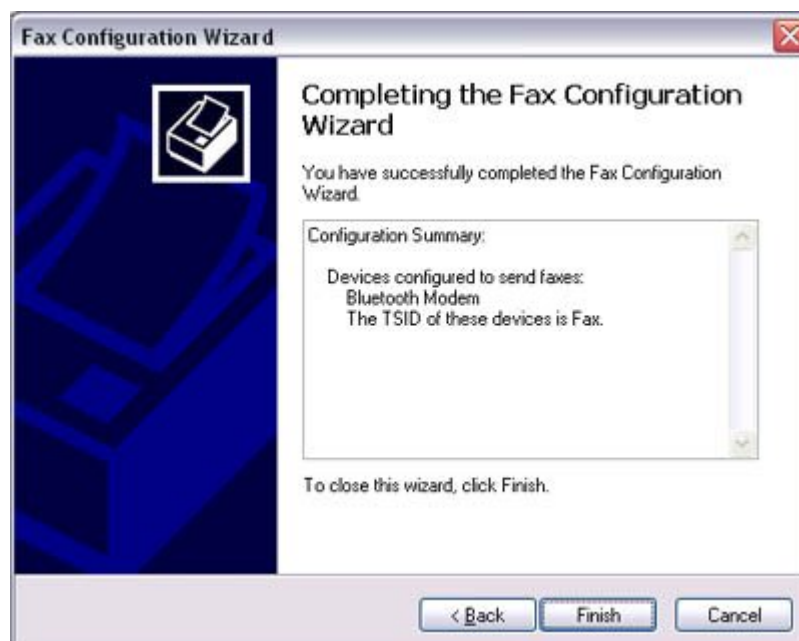 Fax Configuration Wizard
Completing the Fax Configuration
Wizard
You have successfully completed the Fax Configuration
Wizard.
Configuration Summary:
Devices configured to send faxes:
Bluetooth Modem
The TSID of these devices is Fax.
To close this wizard, click Finish.
< Back Finish Cancel